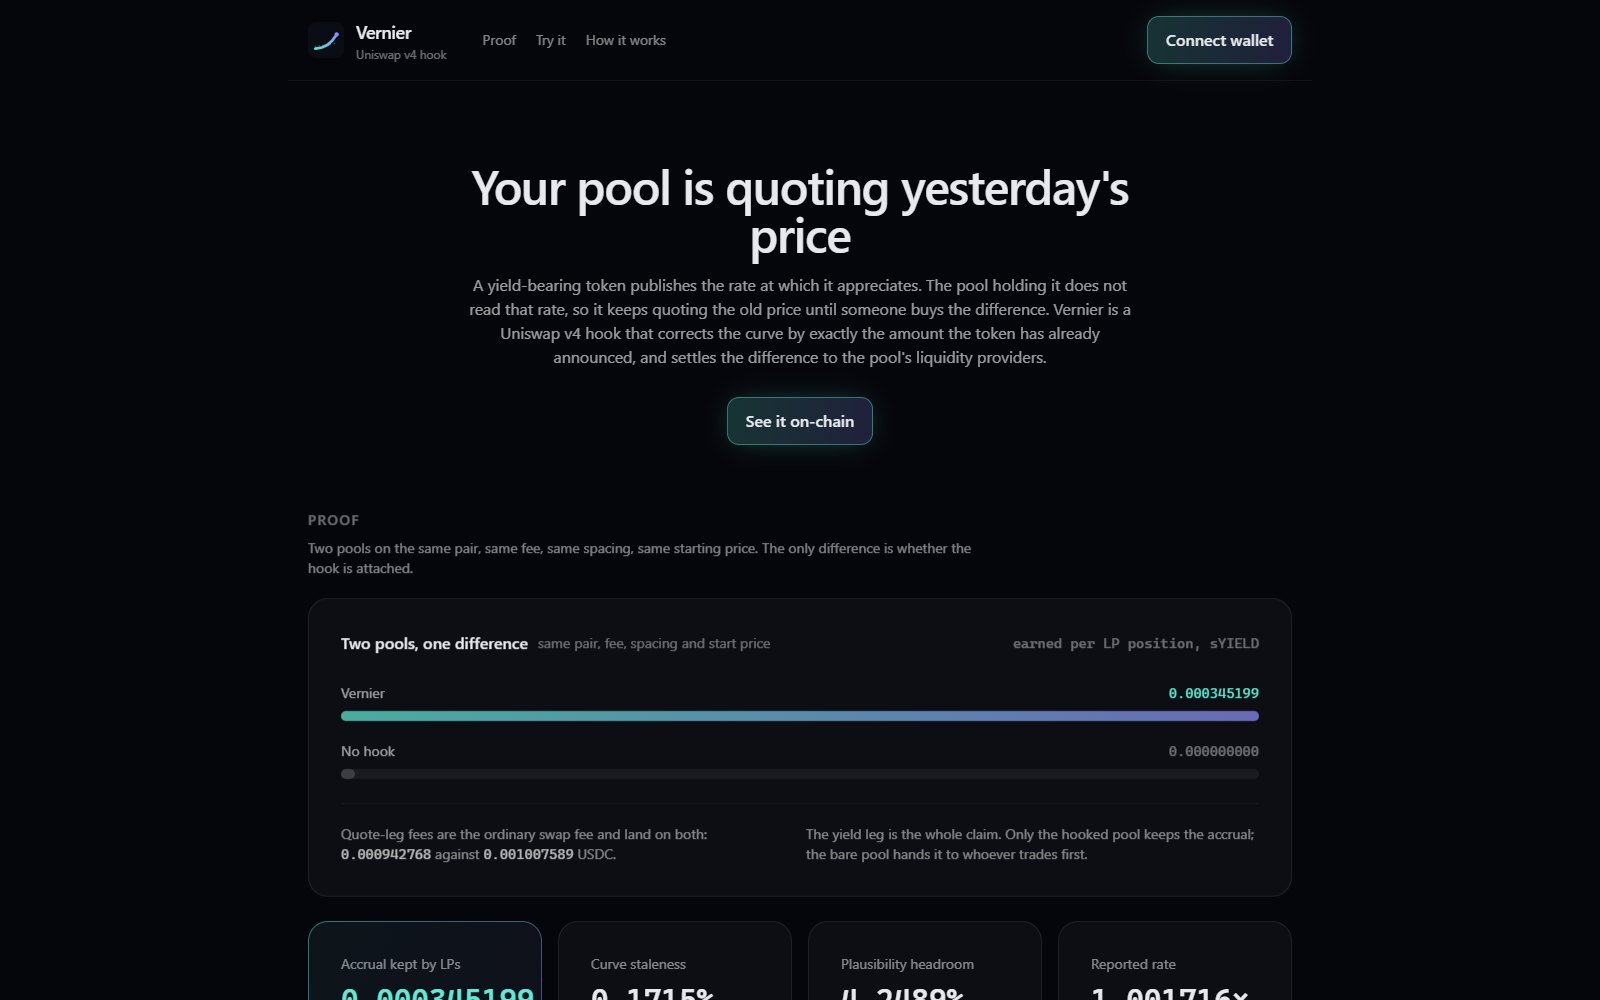 Vernier
Uniswap v4 hook
Proof
Try it
How it works
Connect wallet
Your pool is quoting yesterday's
price
A yield-bearing token publishes the rate at which it appreciates. The pool holding it does not
read that rate, so it keeps quoting the old price until someone buys the difference. Vernier is a
Uniswap v4 hook that corrects the curve by exactly the amount the token has already
announced, and settles the difference to the pool's liquidity providers.
See it on-chain
PROOF
Two pools on the same pair, same fee, same spacing, same starting price. The only difference is whether the
hook is attached.
Two pools, one difference same pair, fee, spacing and start price
earned per LP position, sYIELD
Vernier
0.000345199
No hook
0.000000000
Quote-leg fees are the ordinary swap fee and land on both:
0.000942768 against 0.001007589 USDC.
The yield leg is the whole claim. Only the hooked pool keeps the accrual;
the bare pool hands it to whoever trades first.
Accrual kept by LPs
0.000345199
Curve staleness
0.1715%
Plausibility headroom
4.2489%
Reported rate
1.001716×